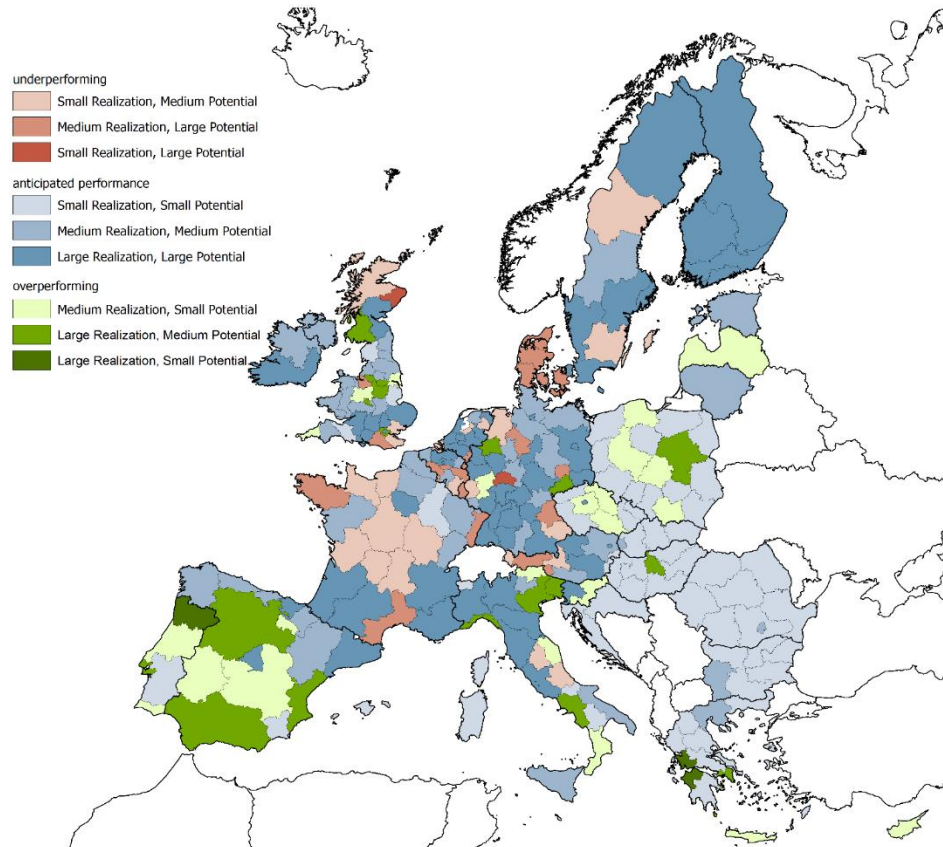 underperforming
Small Realization, Medium Potential
Medium Realization, Large Potential
Small Realization, Large Potential
anticipated performance
Small Realization, Small Potential
Medium Realization, Medium Potential
Large Realization, Large Potential
overperforming
Medium Realization, Small Potential
Large Realization, Medium Potential
Large Realization, Small Potential